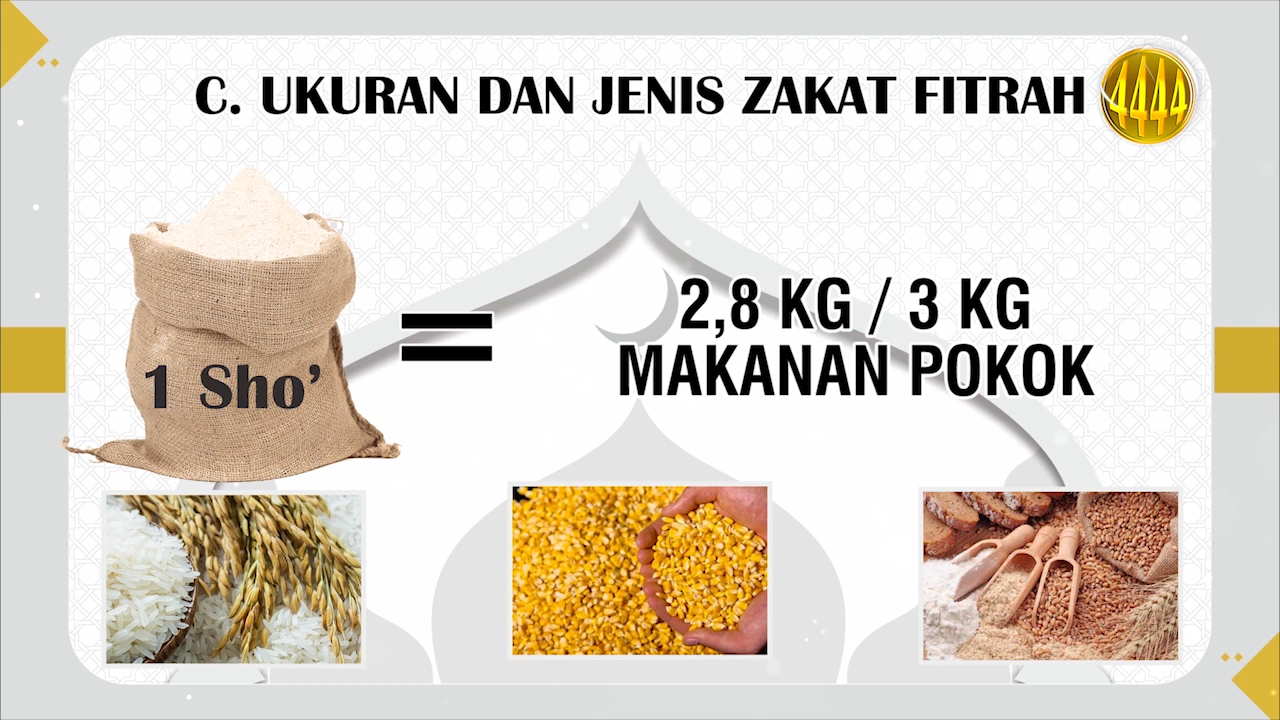 C. UKURAN DAN JENIS ZAKAT FITRAH
4444
1 Sho’
=
2,8 KG / 3 KG
MAKANAN POKOK